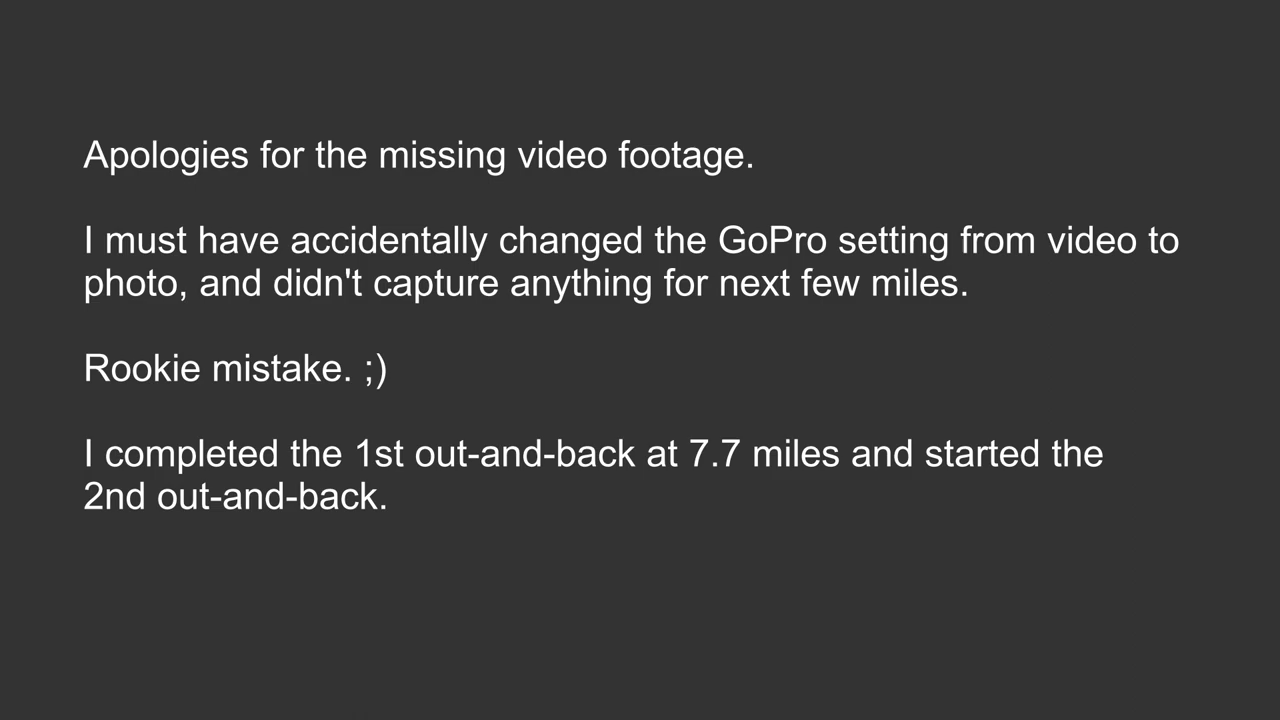 Apologies for the missing video footage.
I must have accidentally changed the GoPro setting from video to
photo, and didn't capture anything for next few miles.
Rookie mistake. ;)
I completed the 1st out-and-back at 7.7 miles and started the
2nd out-and-back.